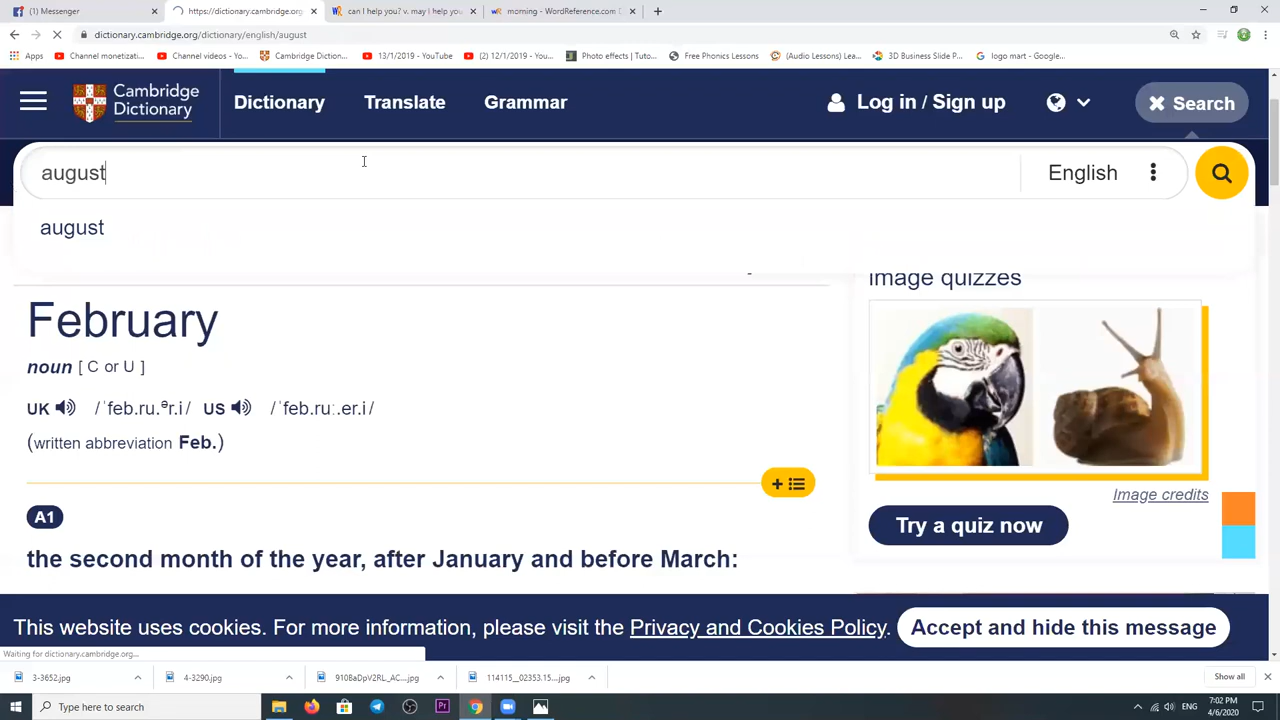 (1) Messenger
https://dictionary.cambridge.org
can I help you? v. may I help you
morning - WordReference.com
dictionary.cambridge.org/dictionary/english/august
Apps
Channel monetizati...
Channel videos - Yo...
Cambridge Diction...
13/1/2019 - YouTube
(2) 12/1/2019 - You...
Photo effects | Tuto...
Free Phonics Lessons
(Audio Lessons) Lea...
3D Business Slide P...
logo mart - Google...
Cambridge
Dictionary
Dictionary
Translate
Grammar
Log in / Sign up
Search
august
English
august
image quizzes
February
noun [ C or U ]
UK /ˈfeb.ru.ᵊr.i/ US /ˈfeb.ruː.er.i/
(written abbreviation Feb.)
Image credits
A1
Try a quiz now
the second month of the year, after January and before March:
This website uses cookies. For more information, please visit the Privacy and Cookies Policy.
Accept and hide this message
Waiting for dictionary.cambridge.org...
3-3652.jpg
4-3290.jpg
9108aDpV2RL_AC....jpg
114115__02353.15....jpg
Show all
Type here to search
Pr
ENG
7:02 PM
4/6/2020